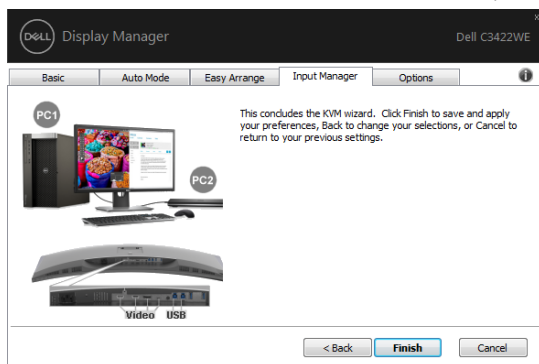 DELL Display Manager
Dell C3422WE
x
Basic Auto Mode Easy Arrange Input Manager Options i
PC1
This concludes the KVM wizard. Click Finish to save and apply
your preferences, Back to change your selections, or Cancel to
return to your previous settings.
PC2
Video USB
< Back Finish Cancel